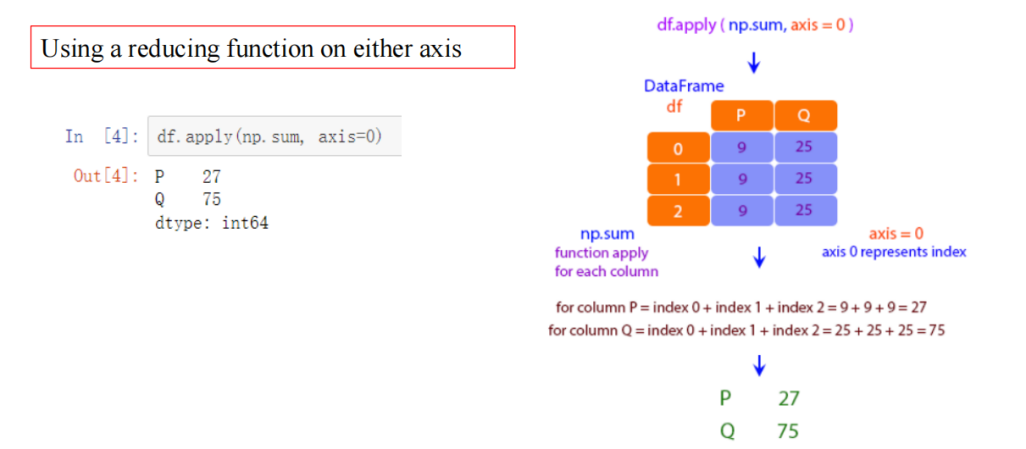 Using a reducing function on either axis
In [4]: df.apply(np.sum, axis=0)
Out[4]: P 27
Q 75
dtype: int64
df.apply ( np.sum, axis = 0 )
DataFrame
df
P Q
0 9 25
1 9 25
2 9 25
np.sum
function apply
for each column
axis = 0
axis 0 represents index
for column P = index 0 + index 1 + index 2 = 9 + 9 + 9 = 27
for column Q = index 0 + index 1 + index 2 = 25 + 25 + 25 = 75
P 27
Q 75